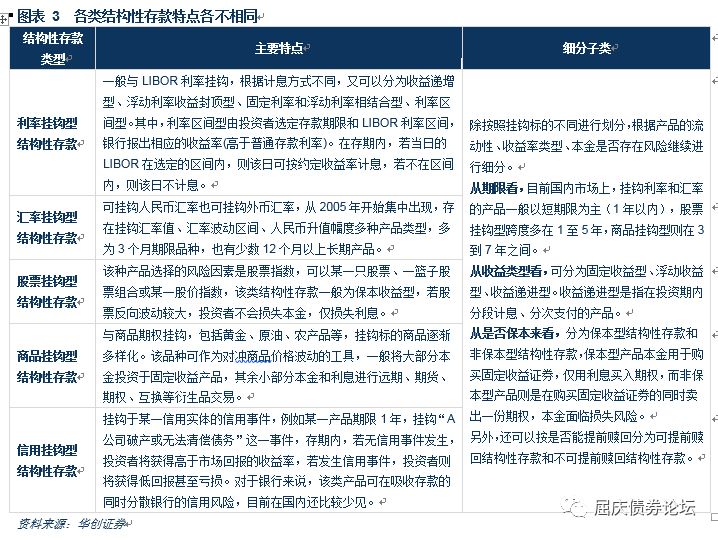 图表 3 各类结构性存款特点各不相同
结构性存款
类型
主要特点
细分子类
利率挂钩型
结构性存款
一般与 LIBOR 利率挂钩，根据计息方式不同，又可以分为收益递增
型、浮动利率收益封顶型、固定利率和浮动利率相结合型、利率区
间型。其中，利率区间型由投资者选定存款期限和 LIBOR 利率区间，
银行报出相应的收益率(高于普通存款利率)。在存期内，若当日的
LIBOR 在选定的区间内，则该日可按约定收益率计息，若不在区间
内，则该日不计息。
汇率挂钩型
结构性存款
可挂钩人民币汇率也可挂钩外币汇率，从 2005 年开始集中出现，存
在挂钩汇率值、汇率波动区间、人民币升值幅度多种产品类型，多
为 3 个月期限品种，也有少数 12 个月以上长期产品。
股票挂钩型
结构性存款
该种产品选择的风险因素是股票指数，可以某一只股票、一篮子股
票组合或某一股价指数，该类结构性存款一般为保本收益型，若股
票反向波动较大，投资者不会损失本金，仅损失利息。
商品挂钩型
结构性存款
与商品期权挂钩，包括黄金、原油、农产品等，挂钩标的商品逐渐
多样化。该品种可作为对冲商品价格波动的工具，一般将大部分本
金投资于固定收益产品，其余小部分本金和利息进行远期、期货、
期权、互换等衍生品交易。
信用挂钩型
结构性存款
挂钩于某一信用实体的信用事件，例如某一产品期限 1 年，挂钩“A
公司破产或无法清偿债务”这一事件，存期内，若无信用事件发生，
投资者将获得高于市场回报的收益率，若发生信用事件，投资者则
将获得低回报甚至亏损。对于银行来说，该类产品可在吸收存款的
同时分散银行的信用风险，目前在国内还比较少见。
除按照挂钩标的不同进行划分，根据产品的流
动性、收益率类型、本金是否存在风险继续进
行细分。
从期限看，目前国内市场上，挂钩利率和汇率
的产品一般以短期限为主（1 年以内），股票
挂钩型跨度多在 1 至 5 年，商品挂钩型则在 3
到 7 年之间。
从收益类型看，可分为固定收益型、浮动收益
型、收益递进型。收益递进型是指在投资期内
分段计息、分次支付的产品。
从是否保本来看，分为保本型结构性存款和
非保本型结构性存款，保本型产品本金用于购
买固定收益证券，仅用利息买入期权，而非保
本型产品则是在购买固定收益证券的同时卖
出一份期权，本金面临损失风险。
另外，还可以按是否能提前赎回分为可提前赎
回结构性存款和不可提前赎回结构性存款。
屈庆债券论坛
资料来源：华创证券